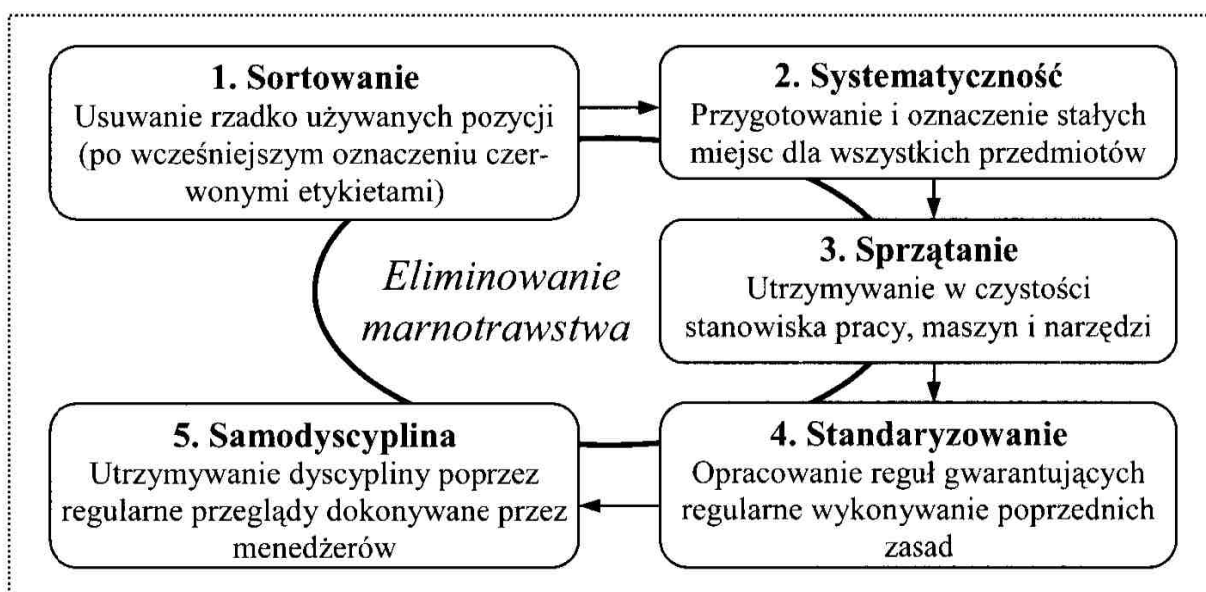 1. Sortowanie
Usuwanie rzadko używanych pozycji
(po wcześniejszym oznaczeniu czer-
wonymi etykietami)
2. Systematyczność
Przygotowanie i oznaczenie stałych
miejsc dla wszystkich przedmiotów
3. Sprzątanie
Utrzymywanie w czystości
stanowiska pracy, maszyn i narzędzi
Eliminowanie
marnotrawstwa
4. Standaryzowanie
Opracowanie reguł gwarantujących
regularne wykonywanie poprzednich
zasad
5. Samodyscyplina
Utrzymywanie dyscypliny poprzez
regularne przeglądy dokonywane przez
menedżerów